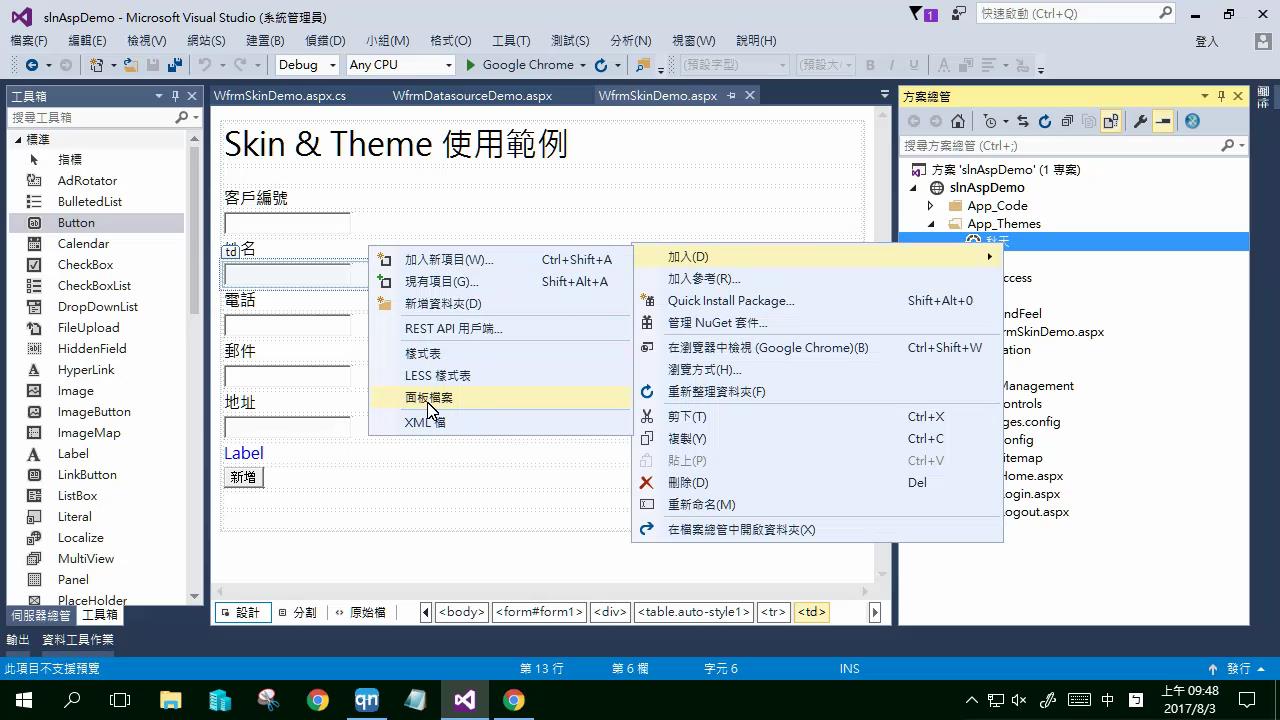 slnAspDemo - Microsoft Visual Studio (系統管理員)
1
快速啟動 (Ctrl+Q)
檔案(F) 編輯(E) 檢視(V) 網站(S) 建置(B) 偵錯(D) 小組(M) 格式(O) 工具(T) 測試(S) 分析(N) 視窗(W) 說明(H)
登入
Debug Any CPU Google Chrome (預設字型) (預設大 B I U A
工具箱
搜尋工具箱
標準
指標
AdRotator
BulletedList
Button
Calendar
CheckBox
CheckBoxList
DropDownList
FileUpload
HiddenField
HyperLink
Image
ImageButton
ImageMap
Label
LinkButton
ListBox
Literal
Localize
MultiView
Panel
PlaceHolder
伺服器總管 工具箱
輸出 資料工具作業
WfrmSkinDemo.aspx.cs WfrmDatasourceDemo.aspx WfrmSkinDemo.aspx
Skin & Theme 使用範例
客戶編號
td 名
電話
郵件
地址
Label
新增
加入新項目(W)... Ctrl+Shift+A
現有項目(G)... Shift+Alt+A
新增資料夾(D)
REST API 用戶端...
樣式表
LESS 樣式表
面板檔案
XML 檔
加入(D)
加入參考(R)...
Quick Install Package... Shift+Alt+0
管理 NuGet 套件...
在瀏覽器中檢視 (Google Chrome)(B) Ctrl+Shift+W
瀏覽方式(H)...
重新整理資料夾(F)
剪下(T) Ctrl+X
複製(Y) Ctrl+C
貼上(P) Ctrl+V
刪除(D) Del
重新命名(M)
在檔案總管中開啟資料夾(X)
設計 分割 原始檔 <body> <form#form1> <div> <table.auto-style1> <tr> <td>
方案總管
搜尋方案總管 (Ctrl+;)
方案 'slnAspDemo' (1 專案)
slnAspDemo
App_Code
App_Themes
秋天
ccess
ndFeel
rmSkinDemo.aspx
ation
Management
ontrols
ges.config
onfig
itemap
Home.aspx
ogin.aspx
ogout.aspx
此項目不支援預覽 第 13 行 第 6 欄 字元 6 INS 發行
qn
中
上午 09:48
2017/8/3